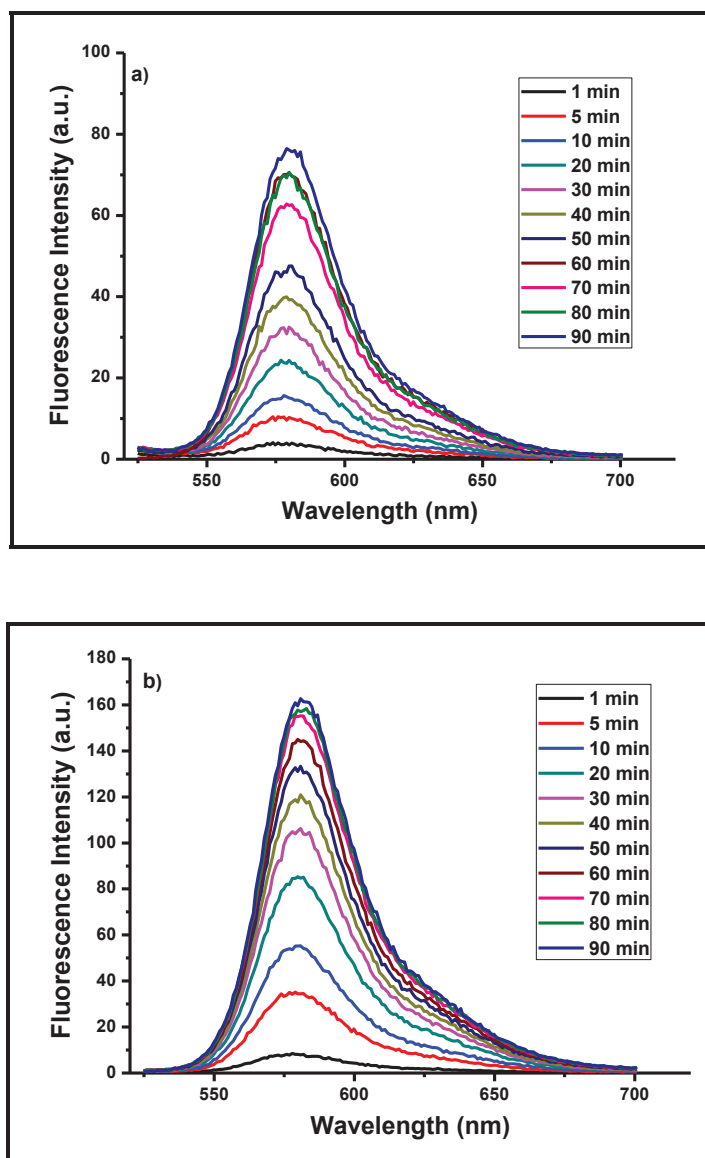 a)
Fluorescence Intensity (a.u.)
100
80
60
40
20
0
550
600
650
700
Wavelength (nm)
1 min
5 min
10 min
20 min
30 min
40 min
50 min
60 min
70 min
80 min
90 min
b)
Fluorescence Intensity (a.u.)
180
160
140
120
100
80
60
40
20
0
550
600
650
700
Wavelength (nm)
1 min
5 min
10 min
20 min
30 min
40 min
50 min
60 min
70 min
80 min
90 min